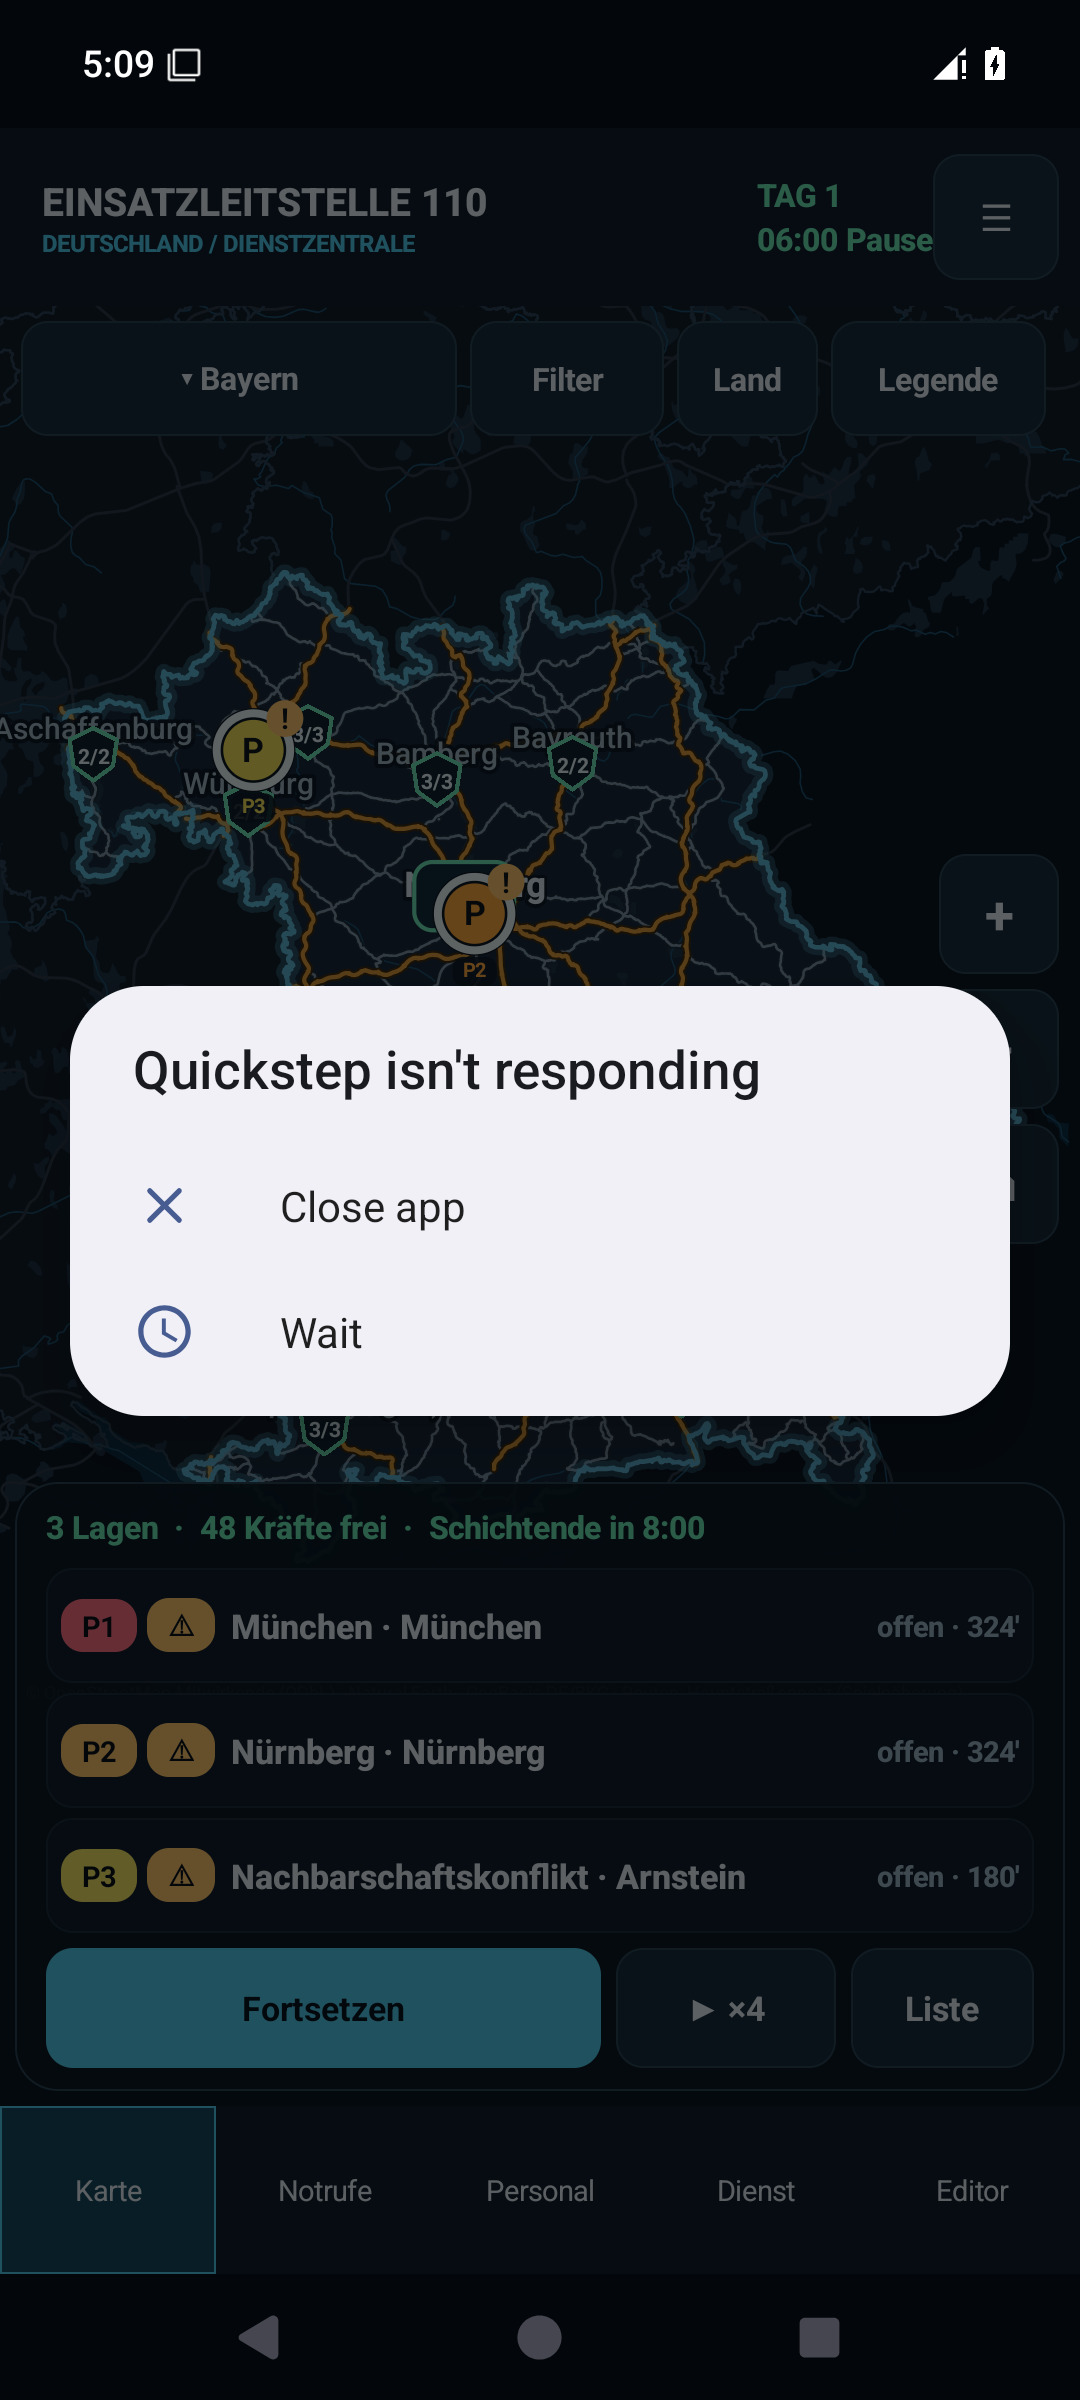 5:09
EINSATZLEITSTELLE 110
DEUTSCHLAND / DIENSTZENTRALE
TAG 1
06:00 Pause
☰
▾ Bayern
Filter
Land
Legende
Aschaffenburg
2/2
P
!
3/3
P3
Bamberg
3/3
Bayreuth
2/2
P
!
P2
+
Quickstep isn't responding
Close app
Wait
3/3
3 Lagen · 48 Kräfte frei · Schichtende in 8:00
P1 ⚠ München · München offen · 324'
P2 ⚠ Nürnberg · Nürnberg offen · 324'
P3 ⚠ Nachbarschaftskonflikt · Arnstein offen · 180'
Fortsetzen
▶ ×4
Liste
Karte
Notrufe
Personal
Dienst
Editor